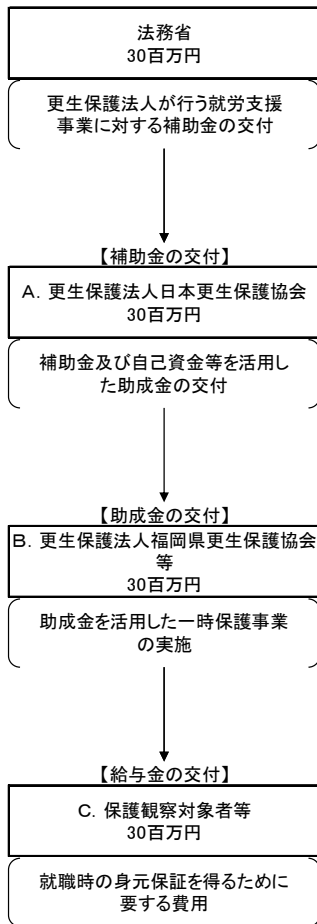 法務省
30百万円
更生保護法人が行う就労支援
事業に対する補助金の交付
【補助金の交付】
A．更生保護法人日本更生保護協会
30百万円
補助金及び自己資金等を活用し
た助成金の交付
【助成金の交付】
B．更生保護法人福岡県更生保護協会
等
30百万円
助成金を活用した一時保護事業
の実施
【給与金の交付】
C．保護観察対象者等
30百万円
就職時の身元保証を得るために
要する費用